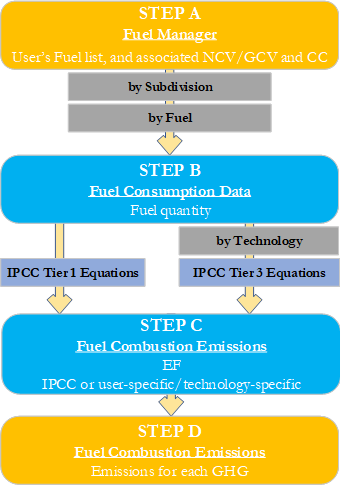 STEP A
Fuel Manager
User's Fuel list, and associated NCV/GCV and CC
by Subdivision
by Fuel
STEP B
Fuel Consumption Data
Fuel quantity
by Technology
IPCC Tier 1 Equations
IPCC Tier 3 Equations
STEP C
Fuel Combustion Emissions
EF
IPCC or user-specific/technology-specific
STEP D
Fuel Combustion Emissions
Emissions for each GHG